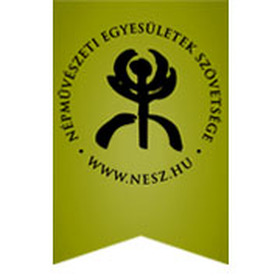 NÉPMŰVÉSZETI EGYESÜLETEK SZÖVETSÉGE
• WWW.NESZ.HU •